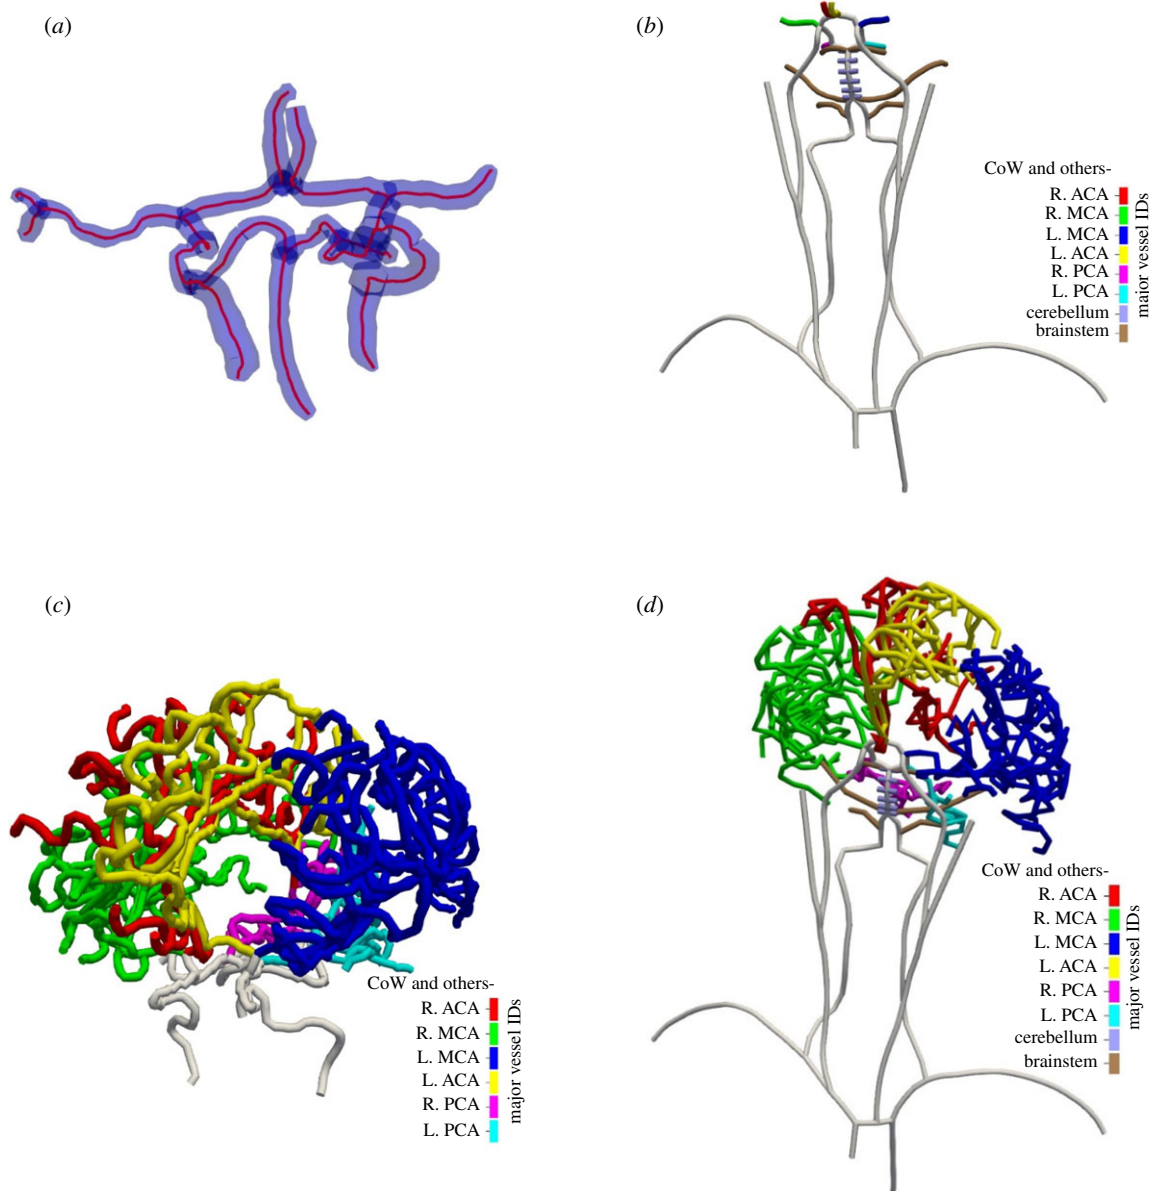 (a)
(b)
CoW and others-
R. ACA
R. MCA
L. MCA
L. ACA
R. PCA
L. PCA
cerebellum
brainstem
major vessel IDs
(c)
CoW and others-
R. ACA
R. MCA
L. MCA
L. ACA
R. PCA
L. PCA
major vessel IDs
(d)
CoW and others-
R. ACA
R. MCA
L. MCA
L. ACA
R. PCA
L. PCA
cerebellum
brainstem
major vessel IDs